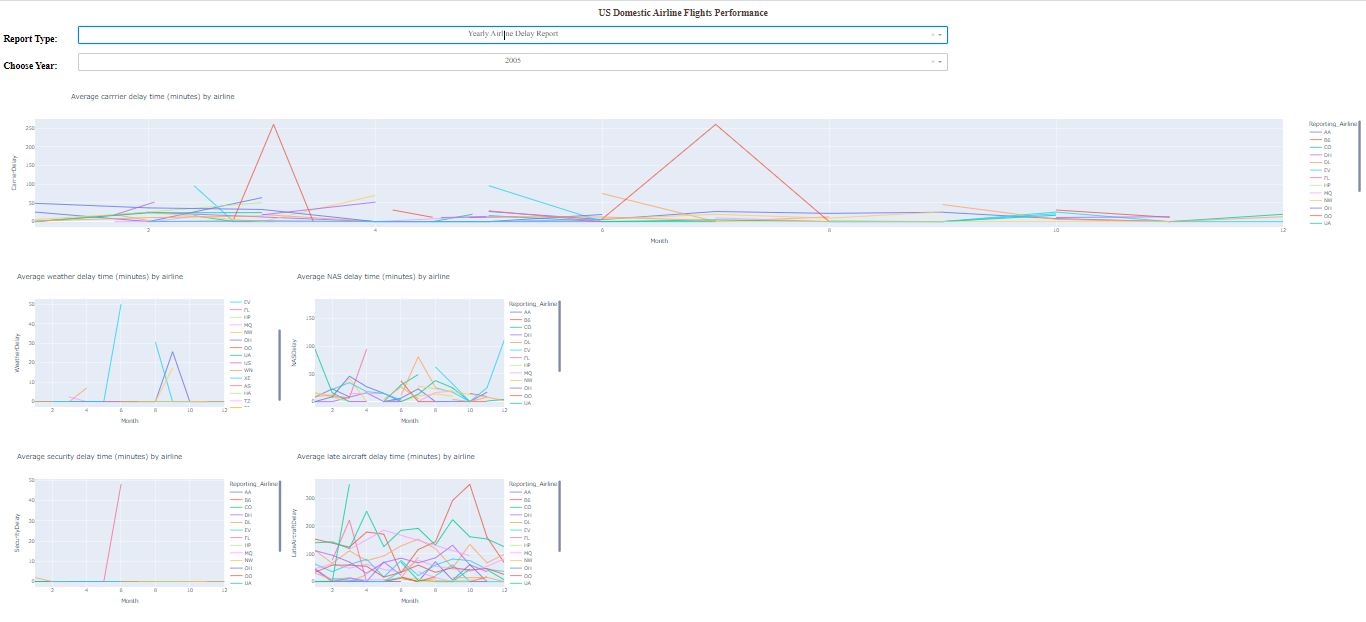 US Domestic Airline Flights Performance
Report Type:
Yearly Airline Delay Report
Choose Year:
2005
Average carrrier delay time (minutes) by airline
CarrierDelay
250
200
150
100
50
0
2
4
6
8
10
12
Month
Reporting_Airline
AA
B6
CO
DH
DL
EV
FL
HP
MQ
NW
OH
OO
UA
Average weather delay time (minutes) by airline
WeatherDelay
50
40
30
20
10
0
2
4
6
8
10
12
Month
EV
FL
HP
MQ
NW
OH
OO
UA
US
WN
XE
AS
HA
TZ
Average NAS delay time (minutes) by airline
NASDelay
150
100
50
0
2
4
6
8
10
12
Month
Reporting_Airline
AA
B6
CO
DH
DL
EV
FL
HP
MQ
NW
OH
OO
UA
Average security delay time (minutes) by airline
SecurityDelay
50
40
30
20
10
0
2
4
6
8
10
12
Month
Reporting_Airline
AA
B6
CO
DH
DL
EV
FL
HP
MQ
NW
OH
OO
UA
Average late aircraft delay time (minutes) by airline
LateAircraftDelay
300
200
100
0
2
4
6
8
10
12
Month
Reporting_Airline
AA
B6
CO
DH
DL
EV
FL
HP
MQ
NW
OH
OO
UA